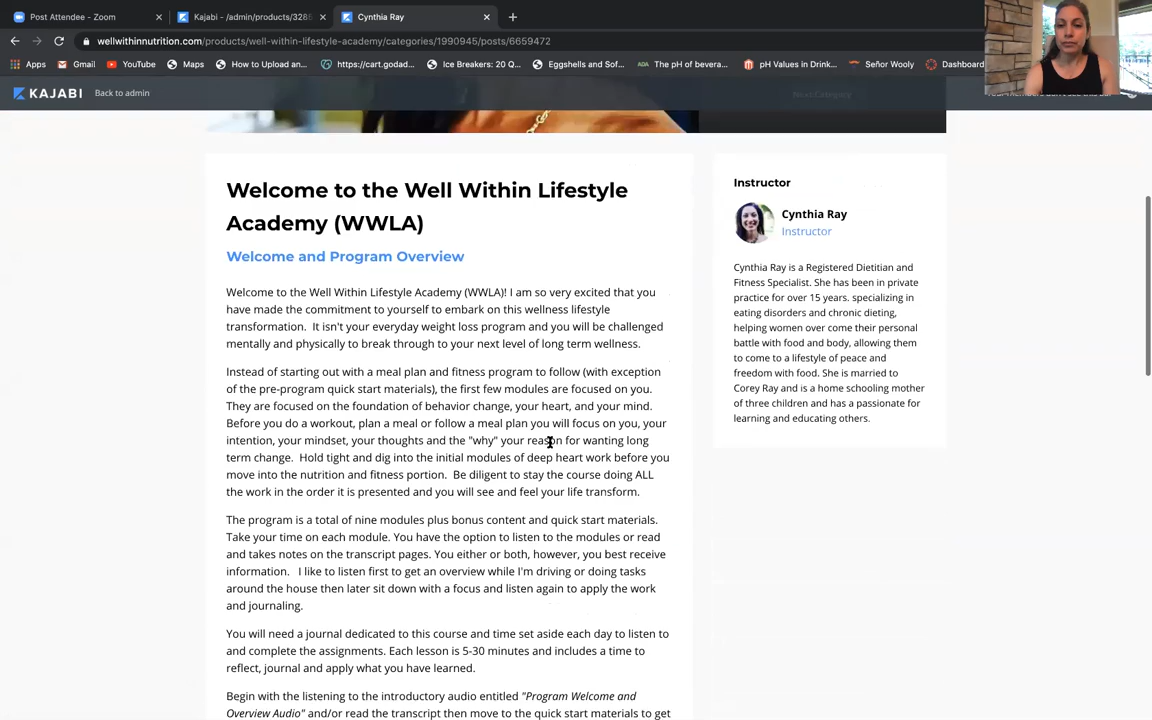 Post Attendee - Zoom
Kajabi - /admin/products/3288
Cynthia Ray
wellwithinnutrition.com/products/well-within-lifestyle-academy/categories/1990945/posts/6659472
Apps Gmail YouTube Maps How to Upload an... https://cart.godad... Ice Breakers: 20 Q... Eggshells and Sof... ADA The pH of bevera... pH Values in Drink... Señor Wooly Dashboard
KAJABI Back to admin
Next Category
Welcome to the Well Within Lifestyle
Academy (WWLA)
Welcome and Program Overview
Welcome to the Well Within Lifestyle Academy (WWLA)! I am so very excited that you
have made the commitment to yourself to embark on this wellness lifestyle
transformation.  It isn't your everyday weight loss program and you will be challenged
mentally and physically to break through to your next level of long term wellness.
Instead of starting out with a meal plan and fitness program to follow (with exception
of the pre-program quick start materials), the first few modules are focused on you.
They are focused on the foundation of behavior change, your heart, and your mind.
Before you do a workout, plan a meal or follow a meal plan you will focus on you, your
intention, your mindset, your thoughts and the "why" your reason for wanting long
term change.  Hold tight and dig into the initial modules of deep heart work before you
move into the nutrition and fitness portion.  Be diligent to stay the course doing ALL
the work in the order it is presented and you will see and feel your life transform.
The program is a total of nine modules plus bonus content and quick start materials.
Take your time on each module. You have the option to listen to the modules or read
and takes notes on the transcript pages. You either or both, however, you best receive
information.   I like to listen first to get an overview while I'm driving or doing tasks
around the house then later sit down with a focus and listen again to apply the work
and journaling.
You will need a journal dedicated to this course and time set aside each day to listen to
and complete the assignments. Each lesson is 5-30 minutes and includes a time to
reflect, journal and apply what you have learned.
Begin with the listening to the introductory audio entitled "Program Welcome and
Overview Audio" and/or read the transcript then move to the quick start materials to get
Instructor
Cynthia Ray
Instructor
Cynthia Ray is a Registered Dietitian and
Fitness Specialist. She has been in private
practice for over 15 years. specializing in
eating disorders and chronic dieting,
helping women over come their personal
battle with food and body, allowing them
to come to a lifestyle of peace and
freedom with food. She is married to
Corey Ray and is a home schooling mother
of three children and has a passionate for
learning and educating others.